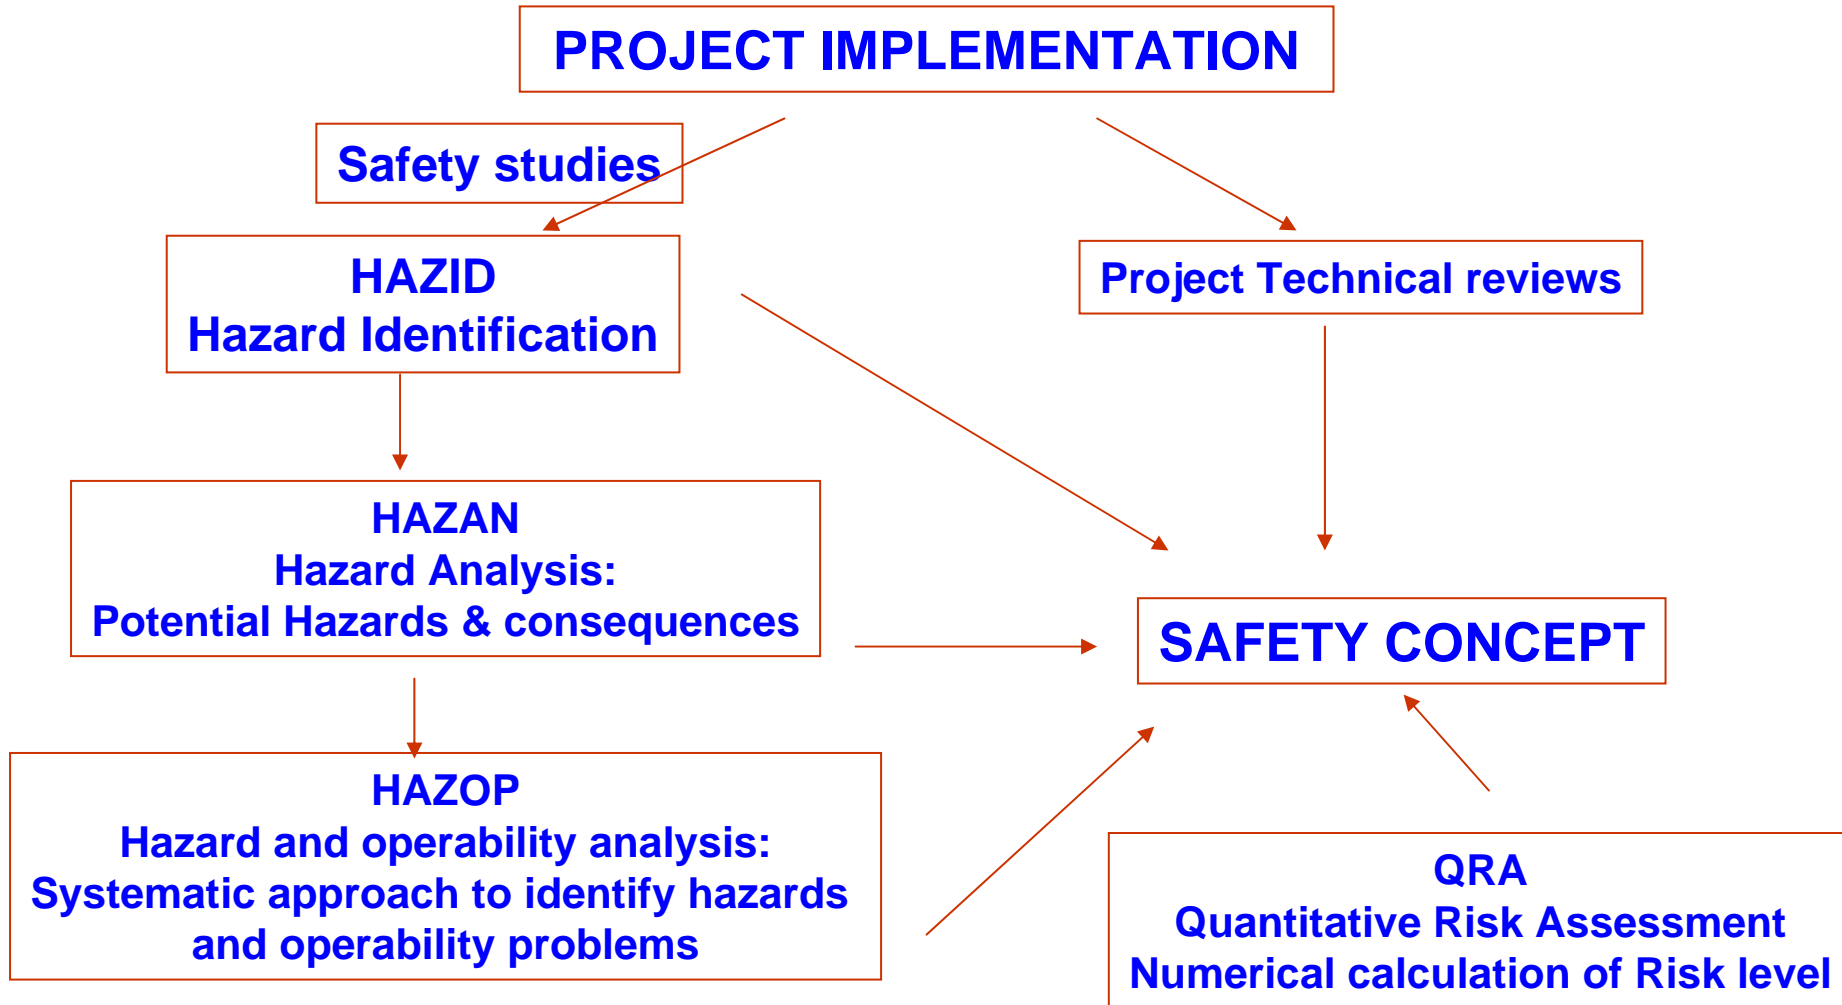 PROJECT IMPLEMENTATION
Safety studies
HAZID
Hazard Identification
Project Technical reviews
HAZAN
Hazard Analysis:
Potential Hazards & consequences
SAFETY CONCEPT
HAZOP
Hazard and operability analysis:
Systematic approach to identify hazards
and operability problems
QRA
Quantitative Risk Assessment
Numerical calculation of Risk level